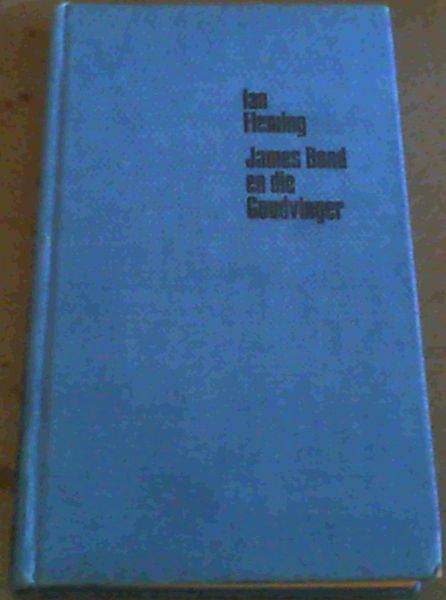 Ian
Fleming
James Bond
en die
Goudvinger